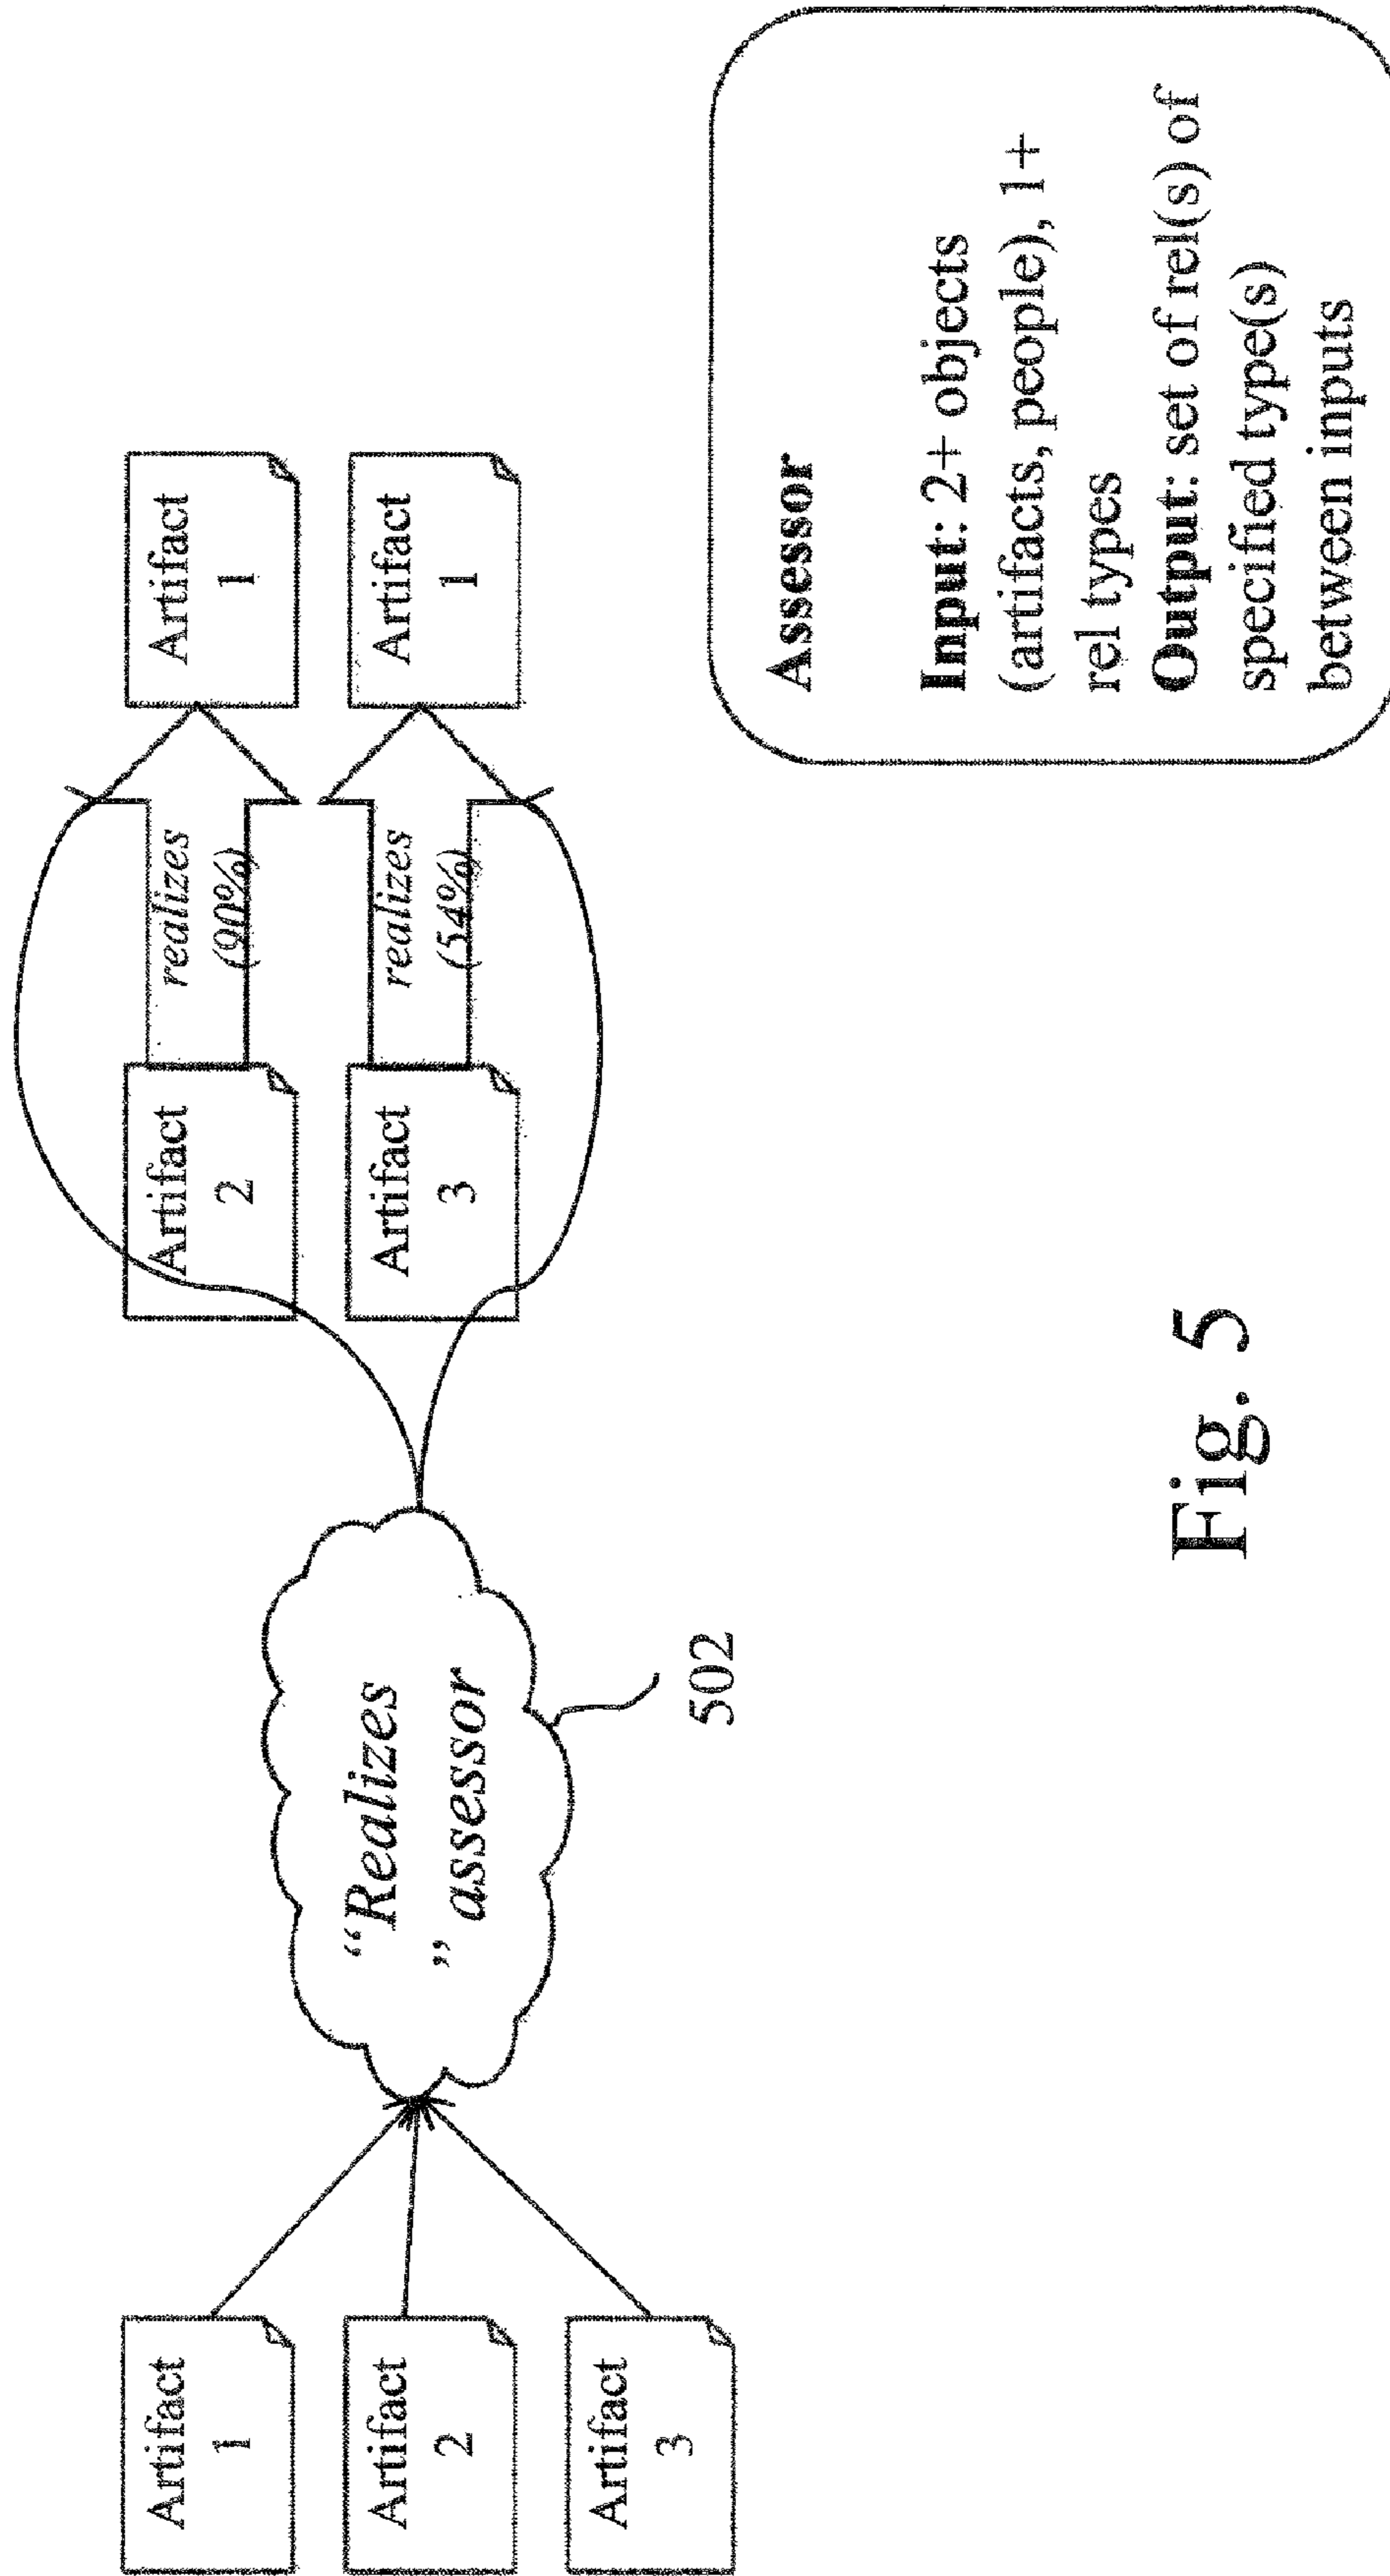 Artifact
1
Artifact
2
Artifact
3
“Realizes
” assessor
502
Artifact
2
realizes
(90%)
Artifact
1
Artifact
3
realizes
(54%)
Artifact
1
Assessor
Input: 2+ objects
(artifacts, people), 1+
rel types
Output: set of rel(s) of
specified type(s)
between inputs
Fig. 5